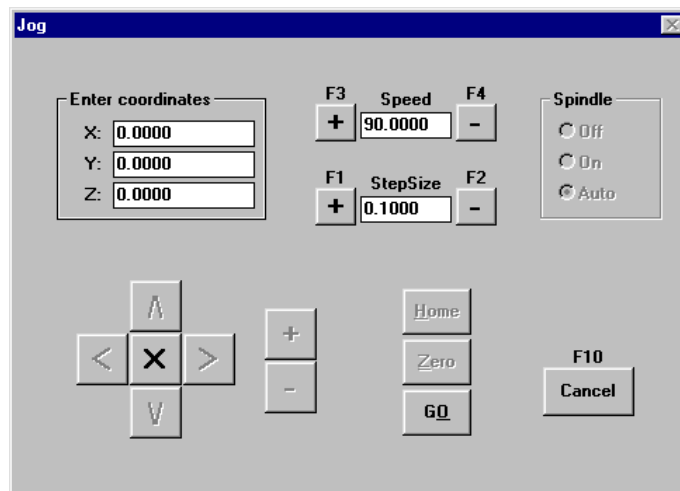 Jog
Enter coordinates
X: 0.0000
Y: 0.0000
Z: 0.0000
F3 Speed F4
+ 90.0000 -
F1 StepSize F2
+ 0.1000 -
Spindle
Off
On
Auto
Λ
< X >
V
+
-
Home
Zero
GO
F10
Cancel